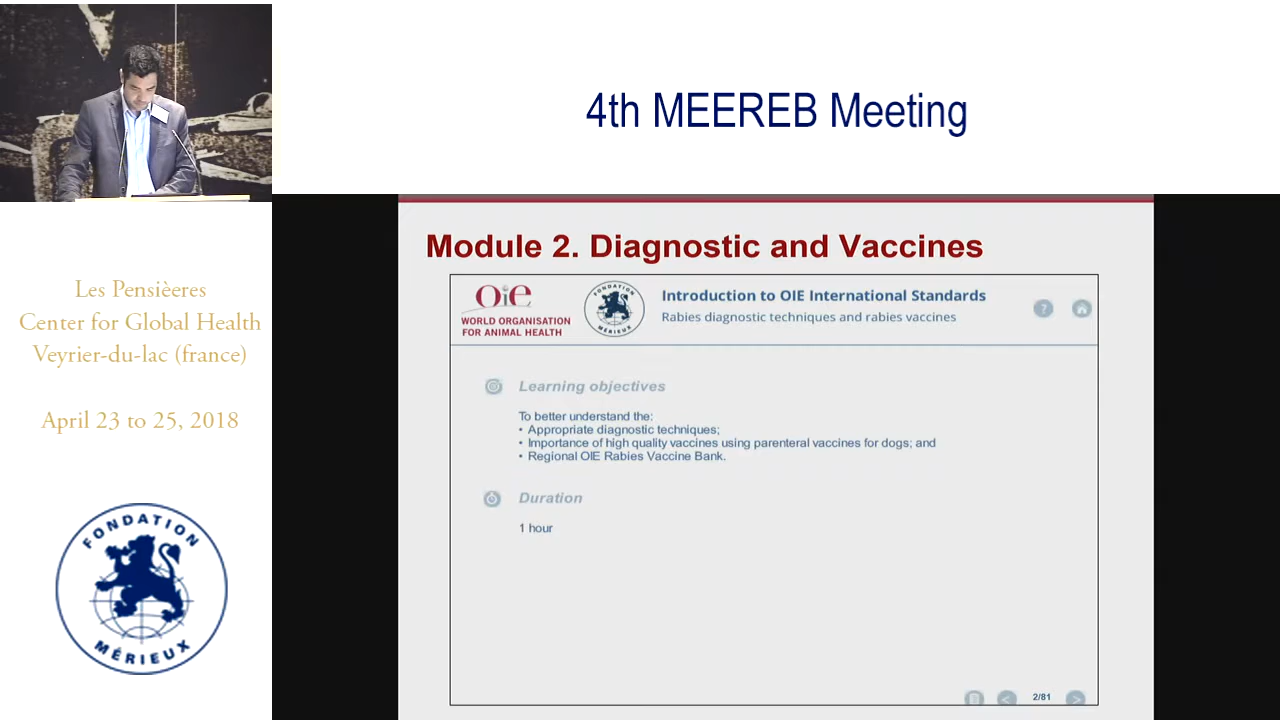 4th MEEREB Meeting
Les Pensièeres
Center for Global Health
Veyrier-du-lac (france)
April 23 to 25, 2018
FONDATION
MÉRIEUX
Module 2. Diagnostic and Vaccines
OiE
WORLD ORGANISATION
FOR ANIMAL HEALTH
FONDATION
MÉRIEUX
Introduction to OIE International Standards
Rabies diagnostic techniques and rabies vaccines
?
Learning objectives
To better understand the:
• Appropriate diagnostic techniques;
• Importance of high quality vaccines using parenteral vaccines for dogs; and
• Regional OIE Rabies Vaccine Bank.
Duration
1 hour
< 2/81 >